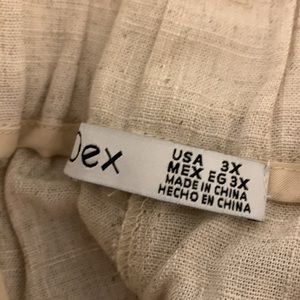 Dex
USA 3X
MEX EG 3X
MADE IN CHINA
HECHO EN CHINA